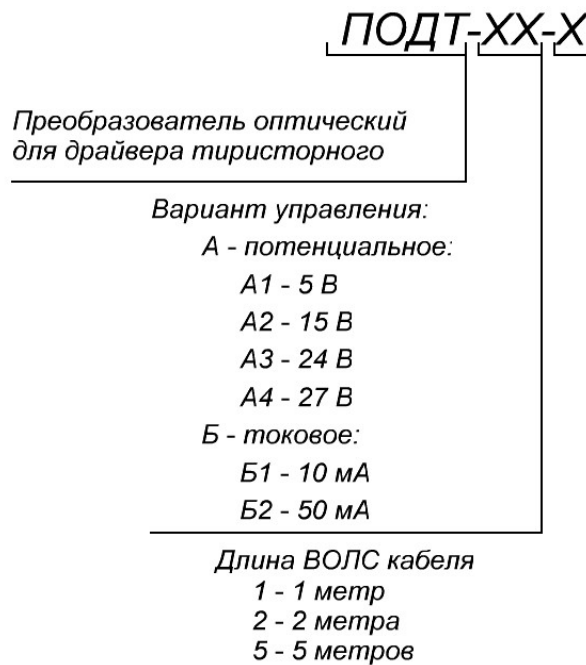 ПОДТ-ХХ-Х
Преобразователь оптический
для драйвера тиристорного
Вариант управления:
А - потенциальное:
А1 - 5 В
А2 - 15 В
А3 - 24 В
А4 - 27 В
Б - токовое:
Б1 - 10 мА
Б2 - 50 мА
Длина ВОЛС кабеля
1 - 1 метр
2 - 2 метра
5 - 5 метров